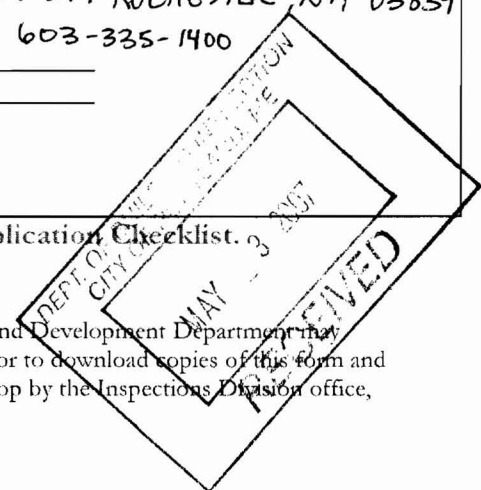 ROCHESTER, NH 03839
603-335-1400
plication Checklist.
nd Development Department may
or to download copies of this form and
op by the Inspections Division office,
DEPT. OF
CITY OF
MAY 3 2007
RECEIVED